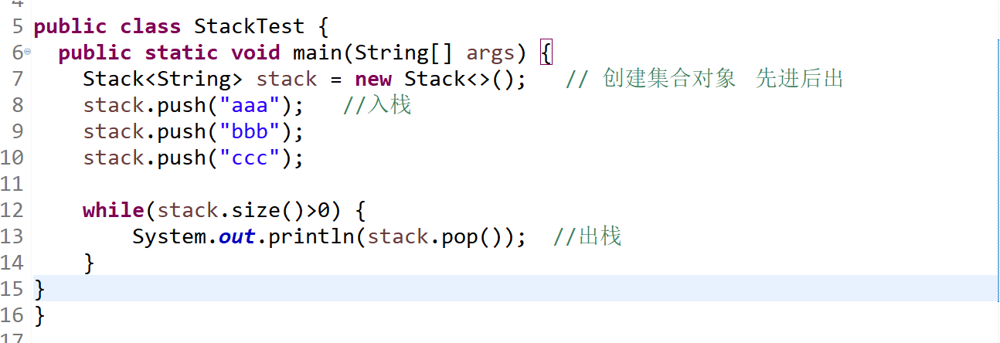 4
5 public class StackTest {
6 public static void main(String[] args) {
7 Stack<String> stack = new Stack<>(); // 创建集合对象 先进后出
8 stack.push("aaa"); //入栈
9 stack.push("bbb");
10 stack.push("ccc");
11
12 while(stack.size()>0) {
13 System.out.println(stack.pop()); //出栈
14 }
15 }
16 }
17